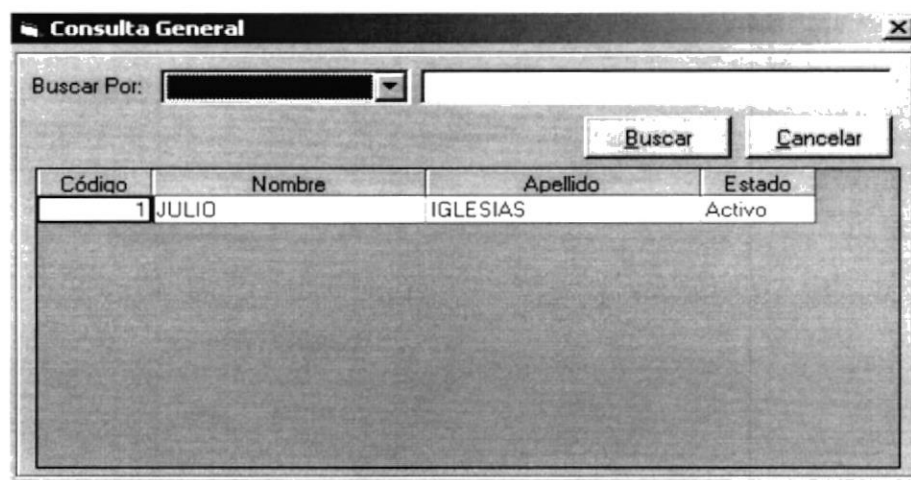 Consulta General
Buscar Por:
Buscar Cancelar
Código Nombre Apellido Estado
1 JULIO IGLESIAS Activo